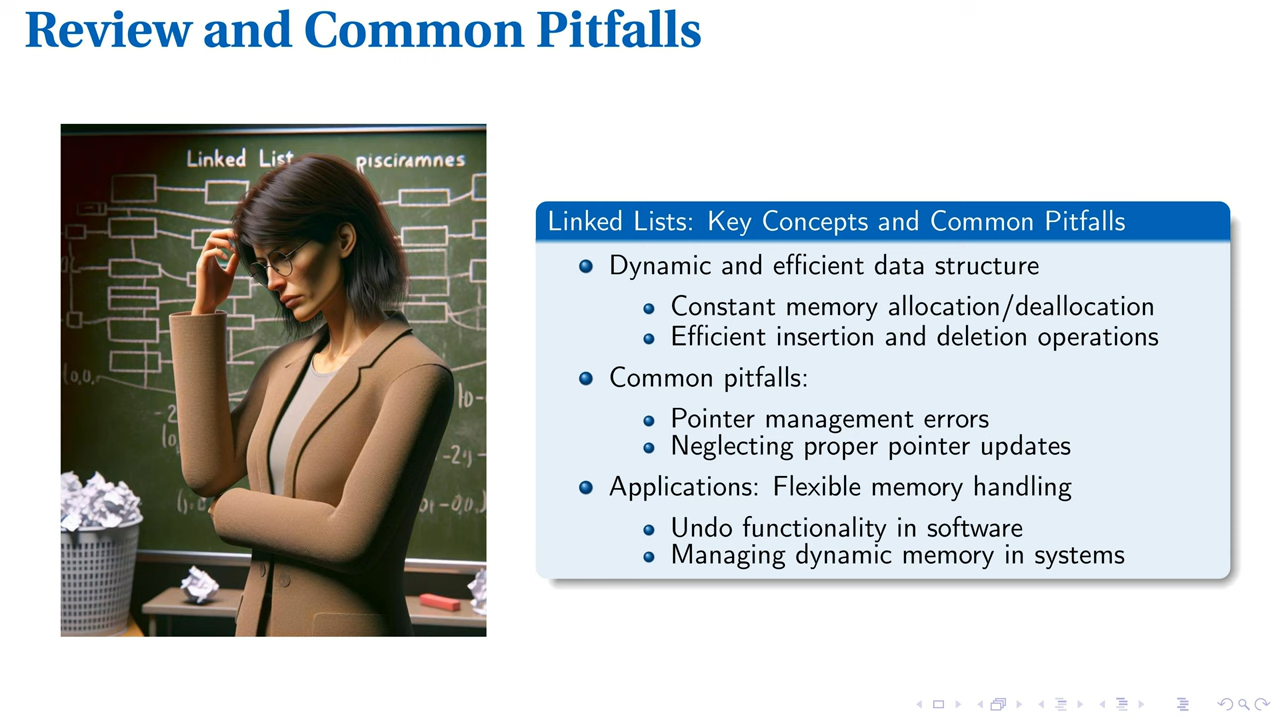 Review and Common Pitfalls
Linked List pisciramnes
Linked Lists: Key Concepts and Common Pitfalls
Dynamic and efficient data structure
Constant memory allocation/deallocation
Efficient insertion and deletion operations
Common pitfalls:
Pointer management errors
Neglecting proper pointer updates
Applications: Flexible memory handling
Undo functionality in software
Managing dynamic memory in systems